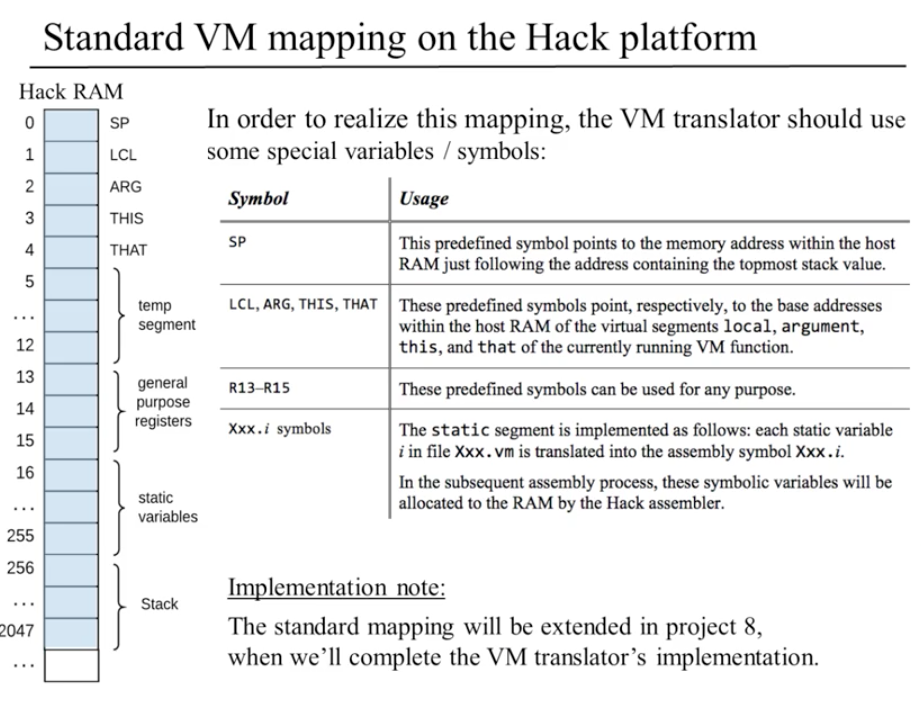 Standard VM mapping on the Hack platform
Hack RAM
0 SP
1 LCL
2 ARG
3 THIS
4 THAT
5
...
12
temp
segment
13
14
15
general
purpose
registers
16
...
255
static
variables
256
...
2047
...
Stack
In order to realize this mapping, the VM translator should use
some special variables / symbols:
Symbol Usage
SP This predefined symbol points to the memory address within the host
RAM just following the address containing the topmost stack value.
LCL, ARG, THIS, THAT These predefined symbols point, respectively, to the base addresses
within the host RAM of the virtual segments local, argument,
this, and that of the currently running VM function.
R13–R15 These predefined symbols can be used for any purpose.
Xxx.i symbols The static segment is implemented as follows: each static variable
i in file Xxx.vm is translated into the assembly symbol Xxx.i.
In the subsequent assembly process, these symbolic variables will be
allocated to the RAM by the Hack assembler.
Implementation note:
The standard mapping will be extended in project 8,
when we’ll complete the VM translator’s implementation.